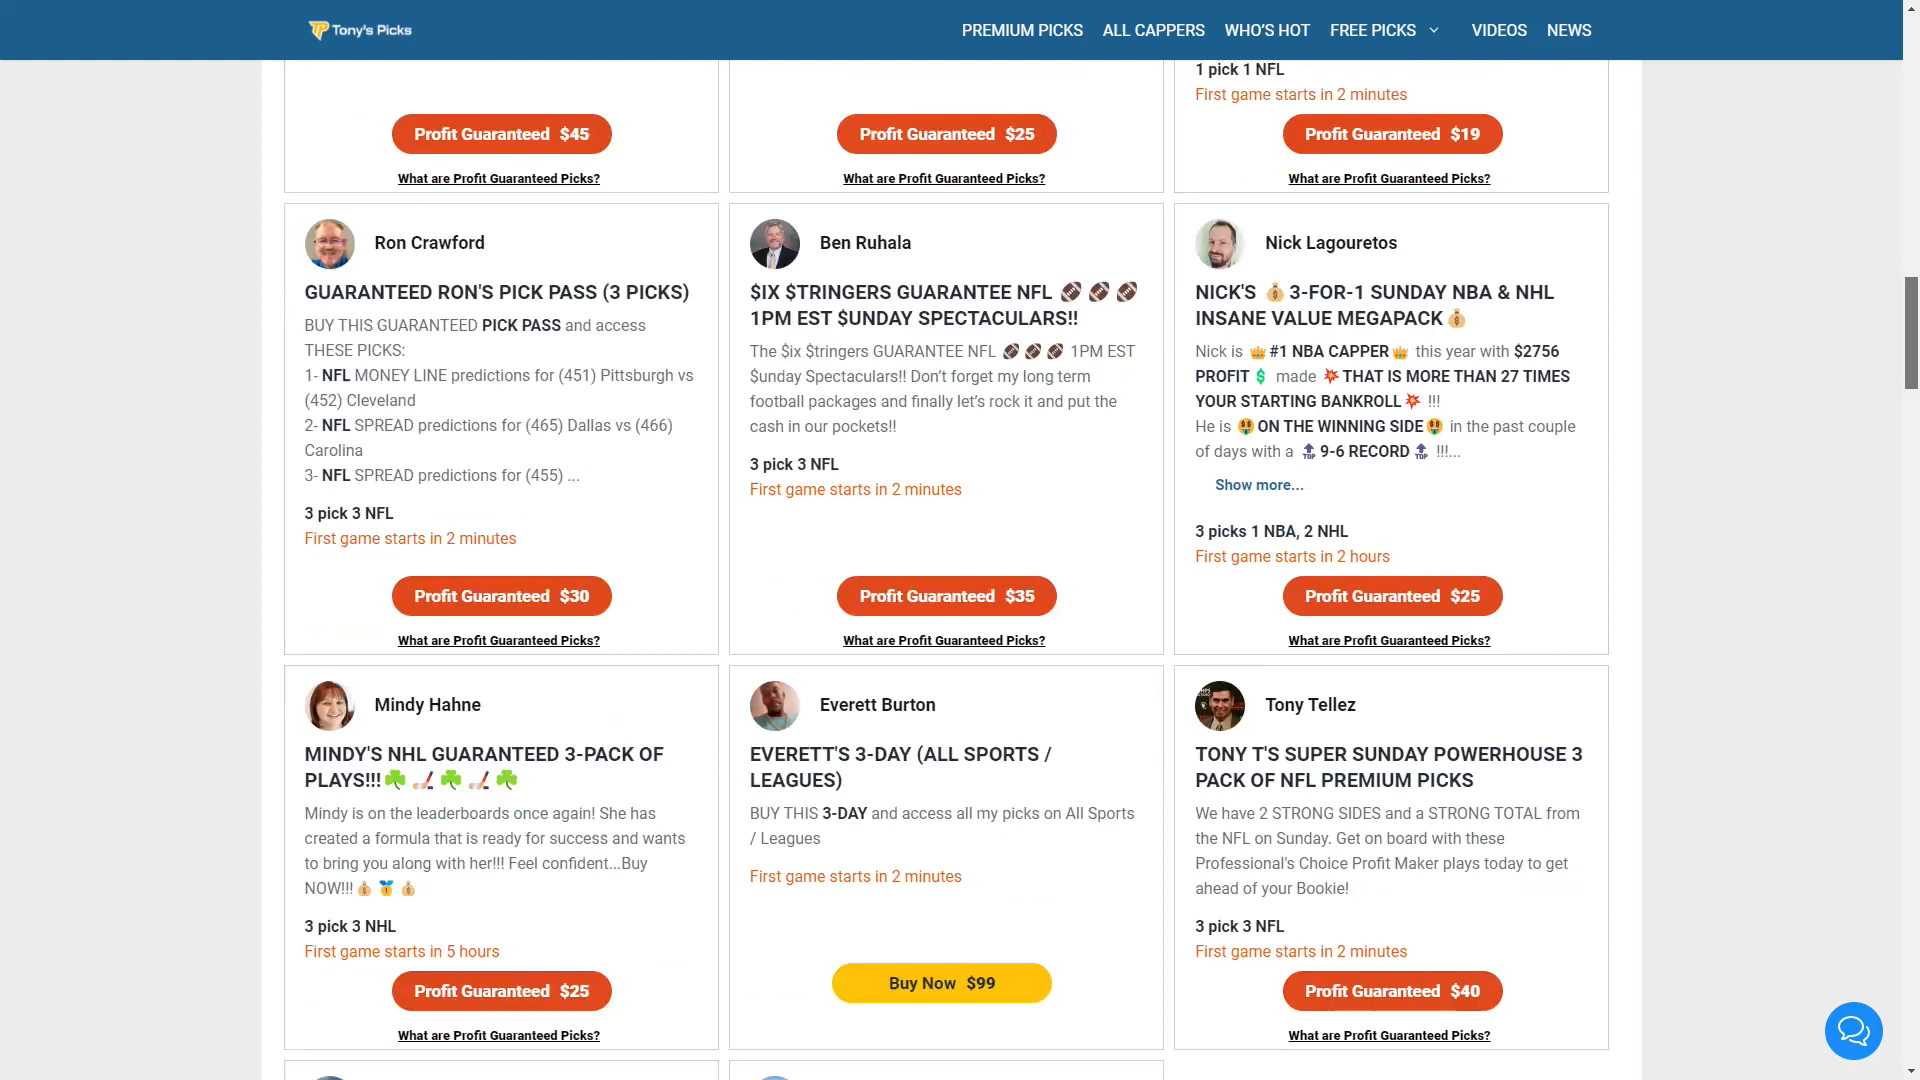 Tony's Picks
PREMIUM PICKS ALL CAPPERS WHO'S HOT FREE PICKS VIDEOS NEWS
1 pick 1 NFL
First game starts in 2 minutes
Profit Guaranteed $45
What are Profit Guaranteed Picks?
Profit Guaranteed $25
What are Profit Guaranteed Picks?
Profit Guaranteed $19
What are Profit Guaranteed Picks?
Ron Crawford
GUARANTEED RON'S PICK PASS (3 PICKS)
BUY THIS GUARANTEED PICK PASS and access
THESE PICKS:
1- NFL MONEY LINE predictions for (451) Pittsburgh vs
(452) Cleveland
2- NFL SPREAD predictions for (465) Dallas vs (466)
Carolina
3- NFL SPREAD predictions for (455) ...
3 pick 3 NFL
First game starts in 2 minutes
Profit Guaranteed $30
What are Profit Guaranteed Picks?
Ben Ruhala
$IX $TRINGERS GUARANTEE NFL 🏈 🏈 🏈
1PM EST $UNDAY SPECTACULARS!!
The $ix $tringers GUARANTEE NFL 🏈 🏈 🏈 1PM EST
$unday Spectaculars!! Don't forget my long term
football packages and finally let's rock it and put the
cash in our pockets!!
3 pick 3 NFL
First game starts in 2 minutes
Profit Guaranteed $35
What are Profit Guaranteed Picks?
Nick Lagouretos
NICK'S 💰3-FOR-1 SUNDAY NBA & NHL
INSANE VALUE MEGAPACK💰
Nick is 👑#1 NBA CAPPER👑 this year with $2756
PROFIT💲 made 💥THAT IS MORE THAN 27 TIMES
YOUR STARTING BANKROLL💥 !!!
He is 🤑ON THE WINNING SIDE🤑 in the past couple
of days with a 🔝9-6 RECORD🔝 !!!...
Show more...
3 picks 1 NBA, 2 NHL
First game starts in 2 hours
Profit Guaranteed $25
What are Profit Guaranteed Picks?
Mindy Hahne
MINDY'S NHL GUARANTEED 3-PACK OF
PLAYS!!!☘️🏒☘️🏒☘️
Mindy is on the leaderboards once again! She has
created a formula that is ready for success and wants
to bring you along with her!!! Feel confident...Buy
NOW!!!💰🥇💰
3 pick 3 NHL
First game starts in 5 hours
Profit Guaranteed $25
What are Profit Guaranteed Picks?
Everett Burton
EVERETT'S 3-DAY (ALL SPORTS /
LEAGUES)
BUY THIS 3-DAY and access all my picks on All Sports
/ Leagues
First game starts in 2 minutes
Buy Now $99
Tony Tellez
TONY T'S SUPER SUNDAY POWERHOUSE 3
PACK OF NFL PREMIUM PICKS
We have 2 STRONG SIDES and a STRONG TOTAL from
the NFL on Sunday. Get on board with these
Professional's Choice Profit Maker plays today to get
ahead of your Bookie!
3 pick 3 NFL
First game starts in 2 minutes
Profit Guaranteed $40
What are Profit Guaranteed Picks?